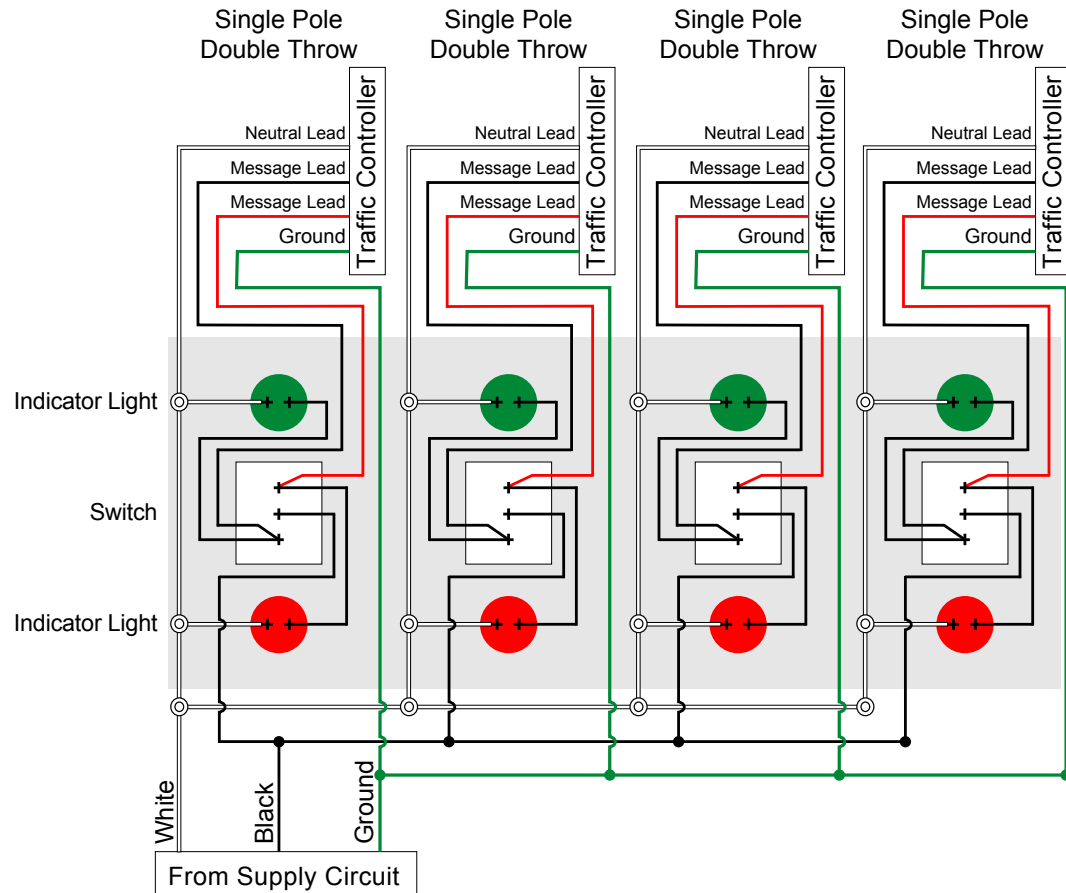 Single Pole
Double Throw
Single Pole
Double Throw
Single Pole
Double Throw
Single Pole
Double Throw
Neutral Lead
Message Lead
Message Lead
Ground
Traffic Controller
Neutral Lead
Message Lead
Message Lead
Ground
Traffic Controller
Neutral Lead
Message Lead
Message Lead
Ground
Traffic Controller
Neutral Lead
Message Lead
Message Lead
Ground
Traffic Controller
Indicator Light
Switch
Indicator Light
White
Black
Ground
From Supply Circuit